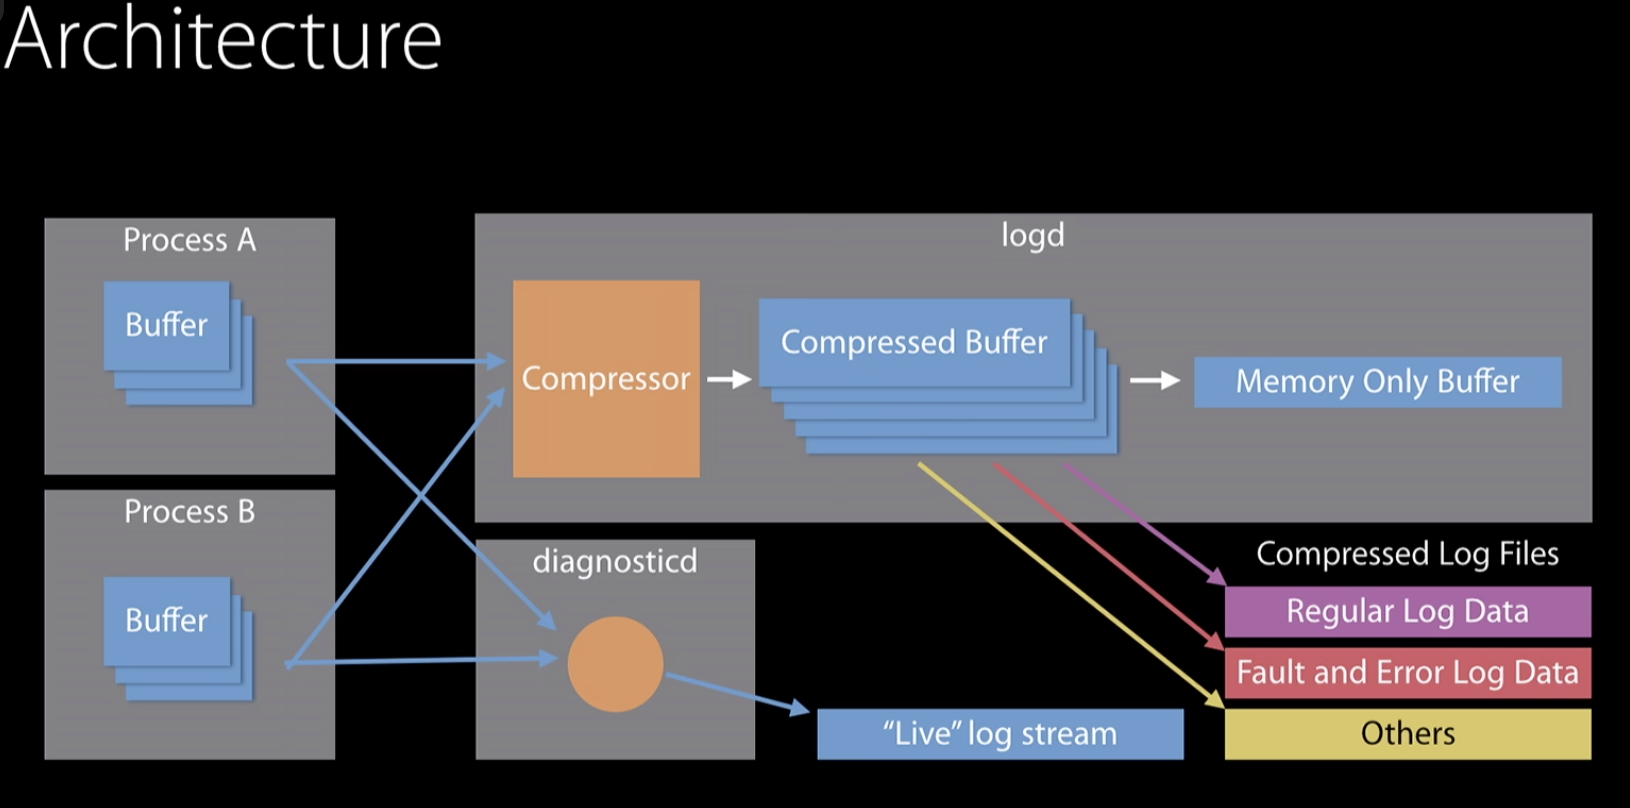 Architecture
Process A
Buffer
Process B
Buffer
logd
Compressor
Compressed Buffer
Memory Only Buffer
diagnosticd
“Live” log stream
Compressed Log Files
Regular Log Data
Fault and Error Log Data
Others